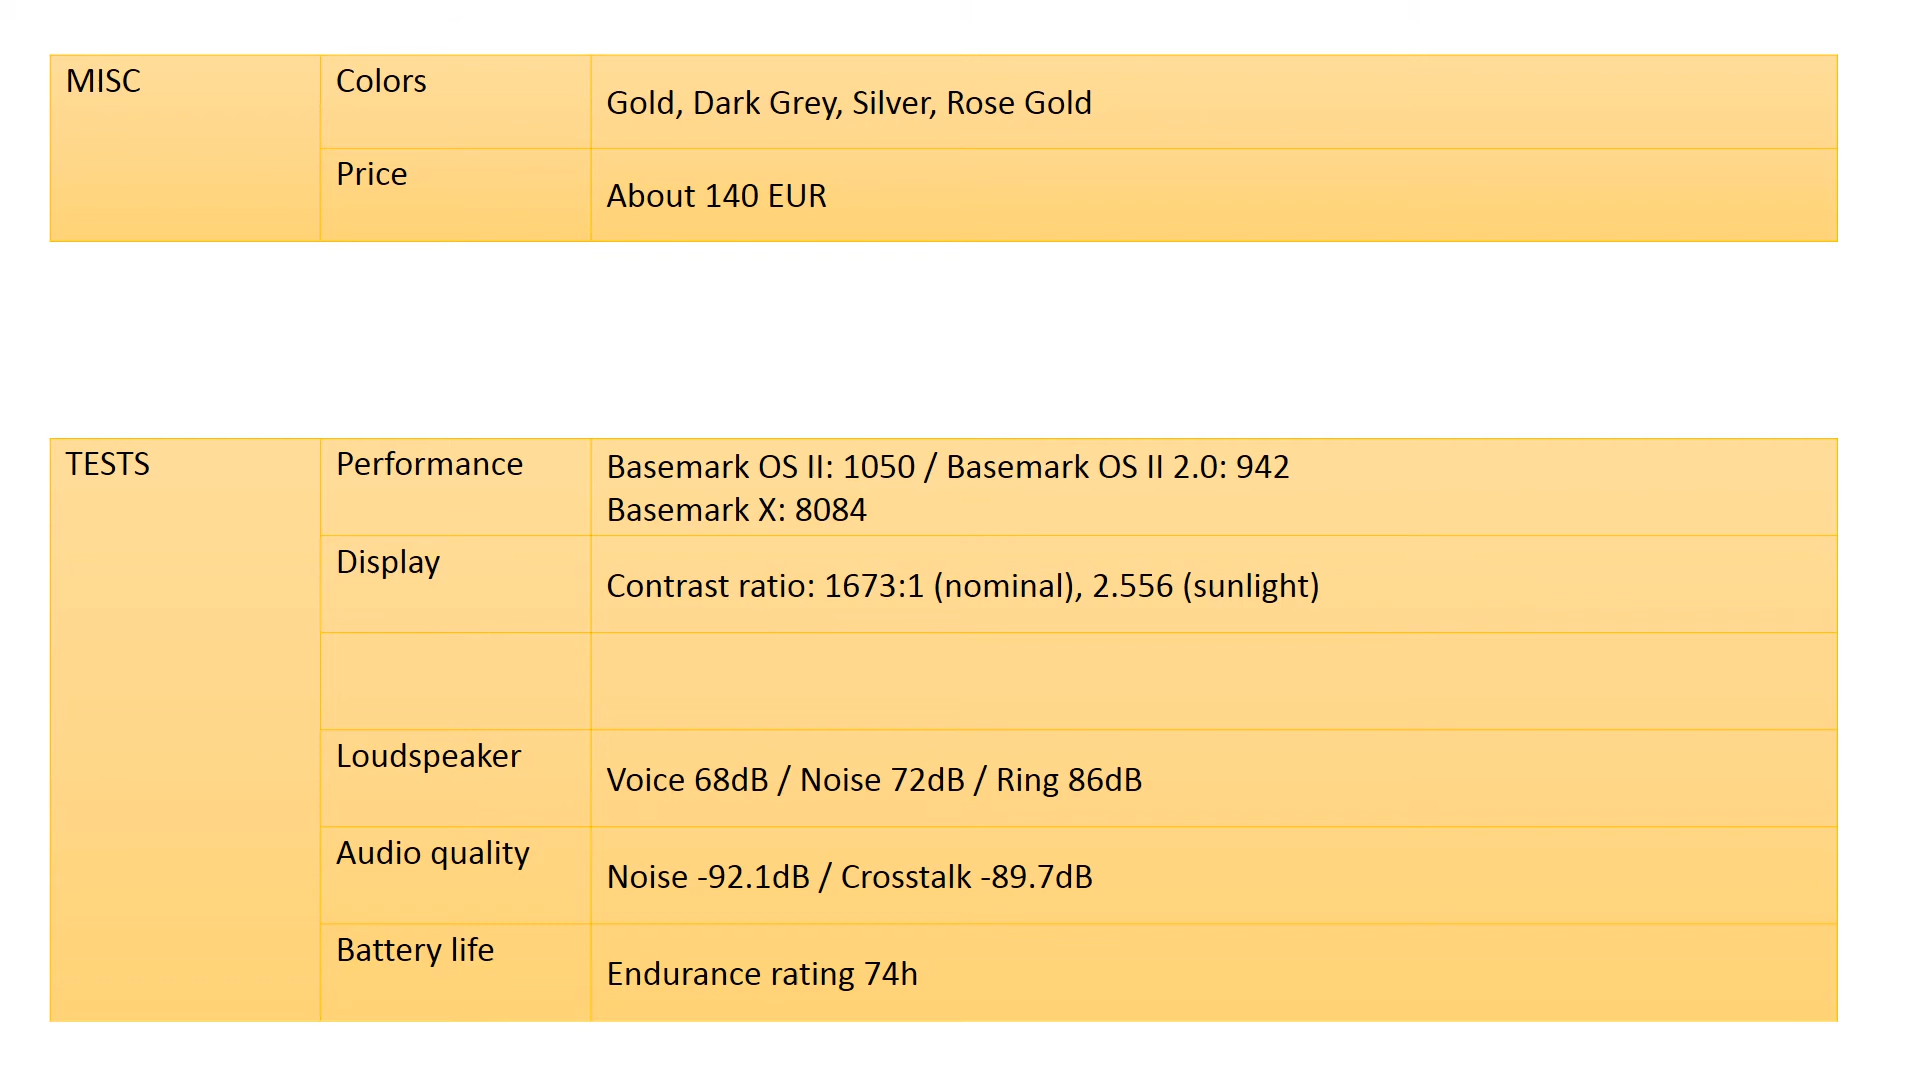 MISC
Colors
Gold, Dark Grey, Silver, Rose Gold
Price
About 140 EUR
TESTS
Performance
Basemark OS II: 1050 / Basemark OS II 2.0: 942
Basemark X: 8084
Display
Contrast ratio: 1673:1 (nominal), 2.556 (sunlight)
Loudspeaker
Voice 68dB / Noise 72dB / Ring 86dB
Audio quality
Noise -92.1dB / Crosstalk -89.7dB
Battery life
Endurance rating 74h